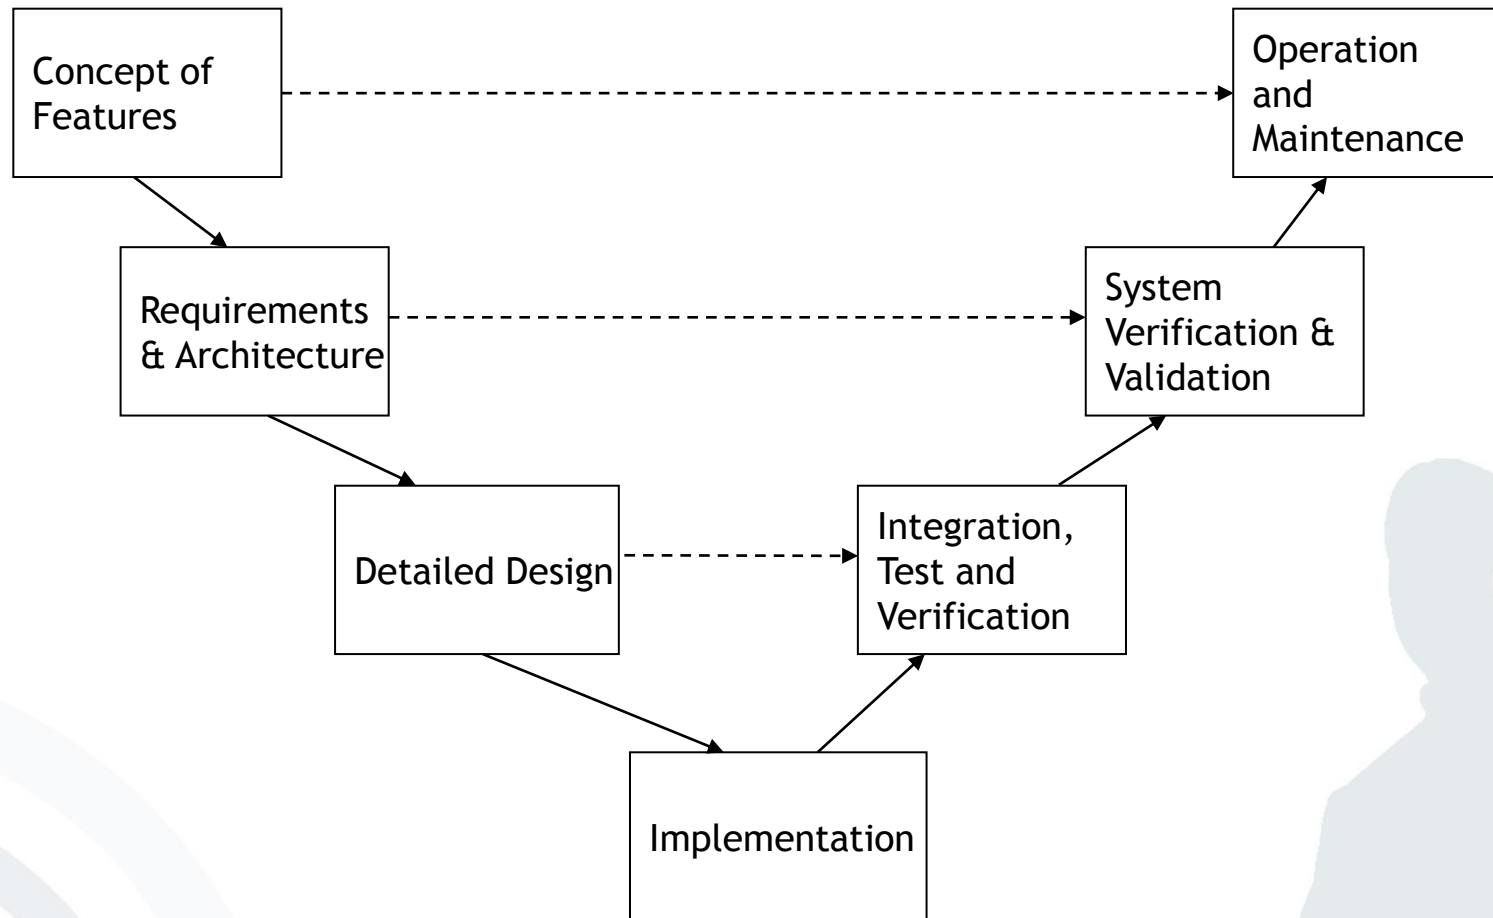 Concept of
Features
Operation
and
Maintenance
Requirements
& Architecture
System
Verification &
Validation
Detailed Design
Integration,
Test and
Verification
Implementation